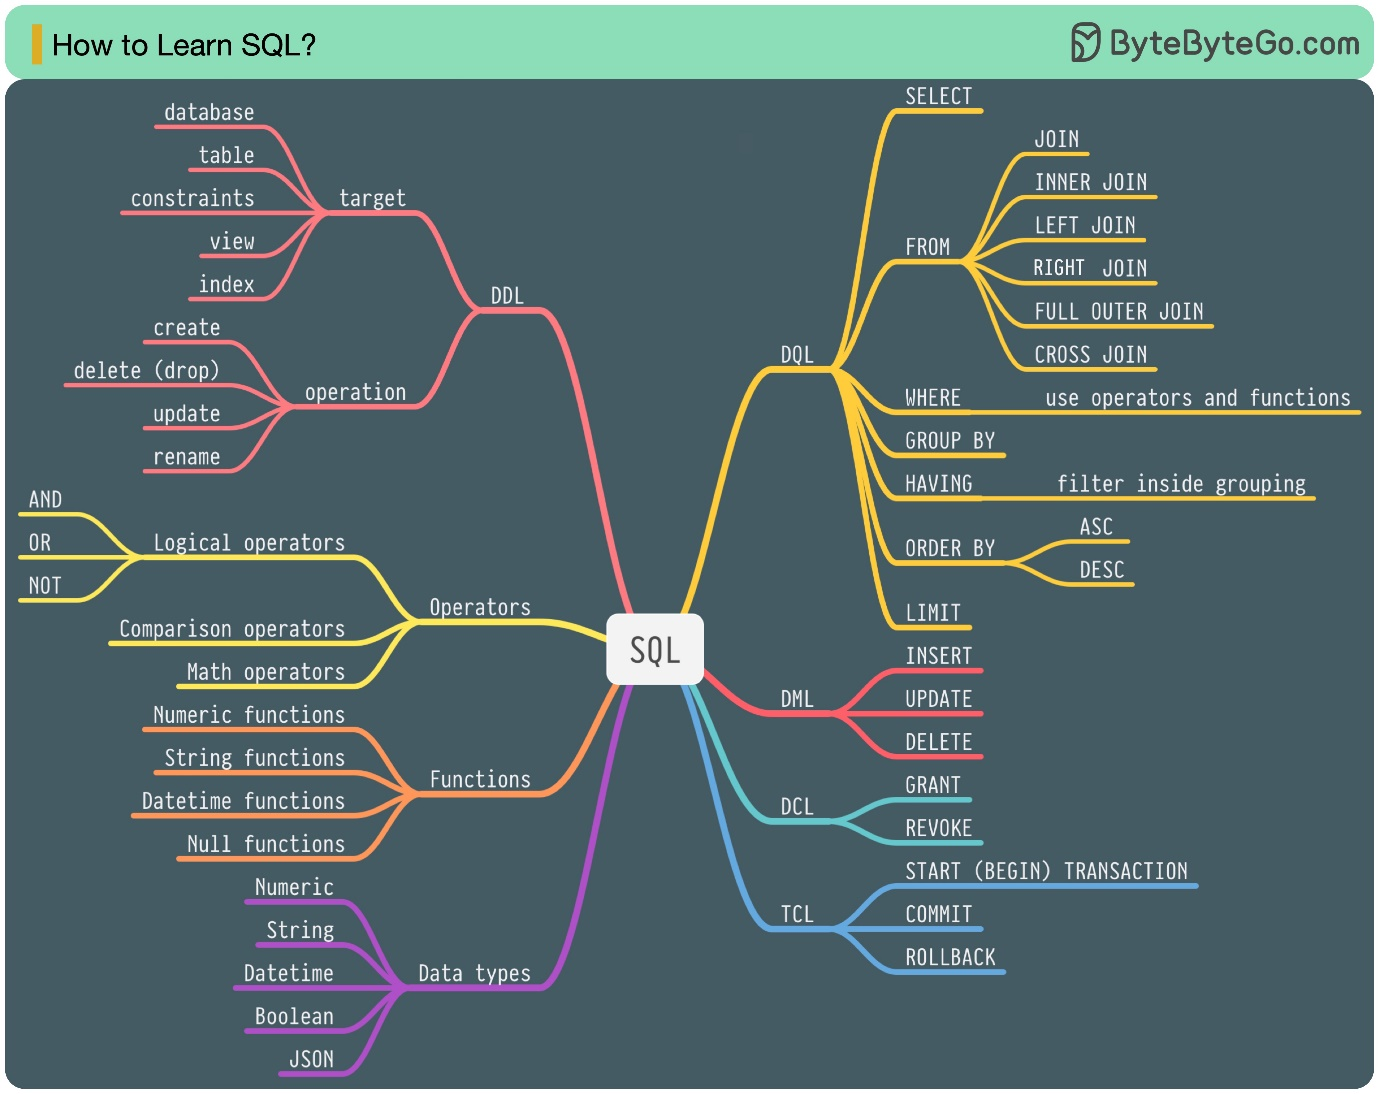 How to Learn SQL?
ByteByteGo.com
SQL
DDL
target
database
table
constraints
view
index
operation
create
delete (drop)
update
rename
Operators
Logical operators
AND
OR
NOT
Comparison operators
Math operators
Functions
Numeric functions
String functions
Datetime functions
Null functions
Data types
Numeric
String
Datetime
Boolean
JSON
DQL
SELECT
FROM
JOIN
INNER JOIN
LEFT JOIN
RIGHT JOIN
FULL OUTER JOIN
CROSS JOIN
WHERE
use operators and functions
GROUP BY
HAVING
filter inside grouping
ORDER BY
ASC
DESC
LIMIT
DML
INSERT
UPDATE
DELETE
DCL
GRANT
REVOKE
TCL
START (BEGIN) TRANSACTION
COMMIT
ROLLBACK